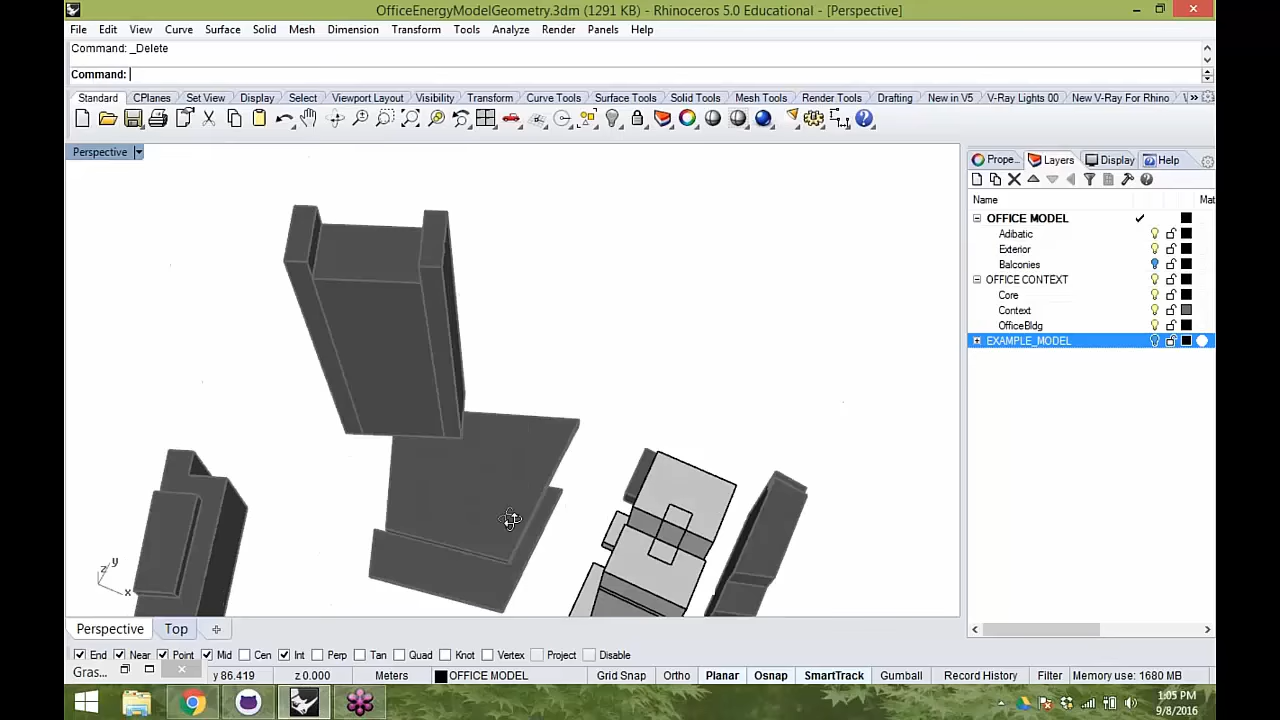 OfficeEnergyModelGeometry.3dm (1291 KB) - Rhinoceros 5.0 Educational - [Perspective]
File Edit View Curve Surface Solid Mesh Dimension Transform Tools Analyze Render Panels Help
Command: _Delete
Command:
Standard CPlanes Set View Display Select Viewport Layout Visibility Transform Curve Tools Surface Tools Solid Tools Mesh Tools Render Tools Drafting New in V5 V-Ray Lights 00 New V-Ray For Rhino
Perspective
Prope... Layers Display Help
Name Mat
OFFICE MODEL
Adibatic
Exterior
Balconies
OFFICE CONTEXT
Core
Context
OfficeBldg
EXAMPLE_MODEL
z y
x
Perspective Top
End Near Point Mid Cen Int Perp Tan Quad Knot Vertex Project Disable
Gras... y 86.419 z 0.000 Meters OFFICE MODEL Grid Snap Ortho Planar Osnap SmartTrack Gumball Record History Filter Memory use: 1680 MB
1:05 PM
9/8/2016